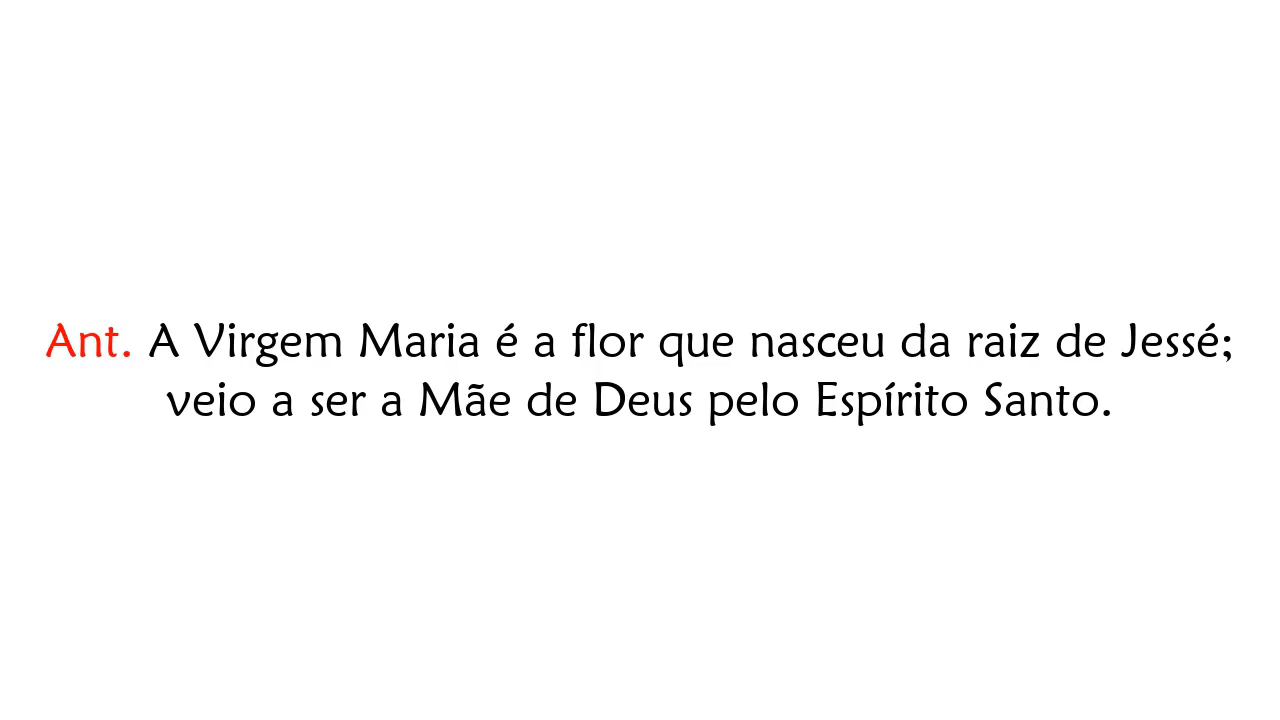 Ant. A Virgem Maria é a flor que nasceu da raiz de Jessé;
veio a ser a Mãe de Deus pelo Espírito Santo.